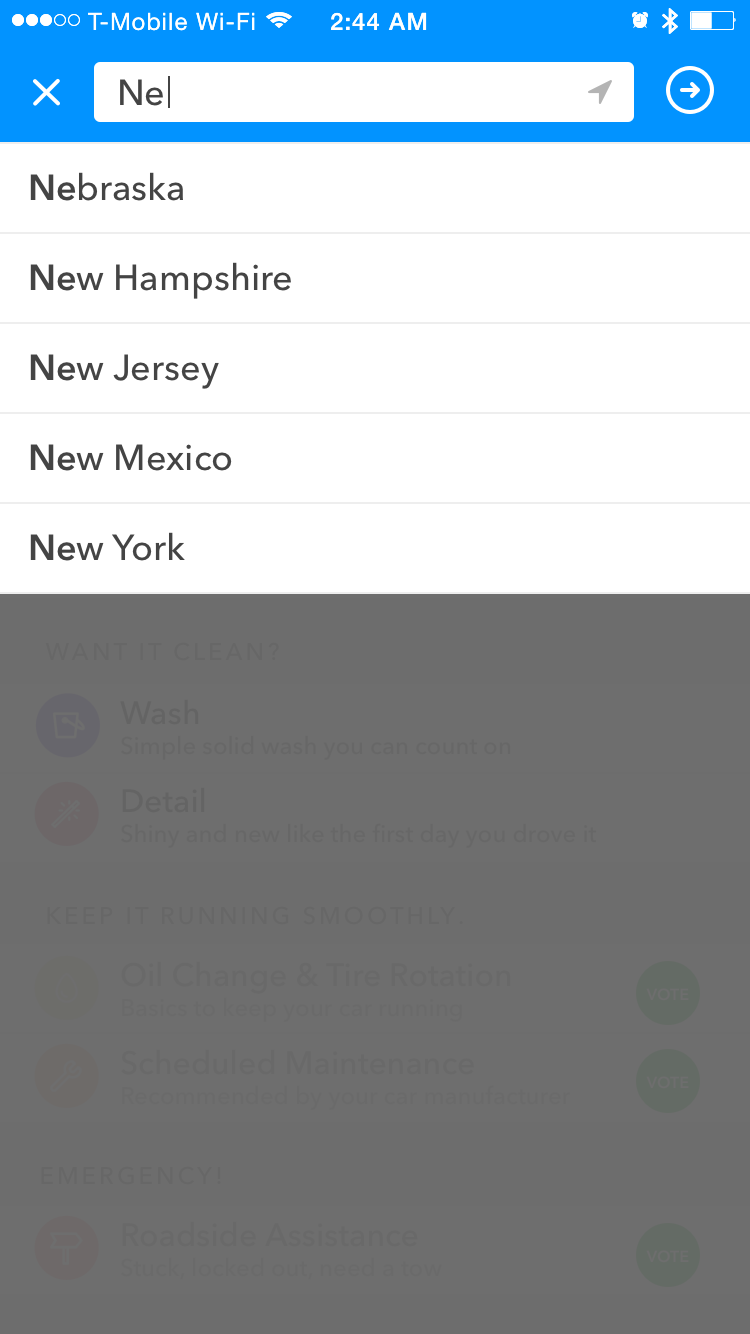 T-Mobile Wi-Fi 2:44 AM
Ne
Nebraska
New Hampshire
New Jersey
New Mexico
New York
WANT IT CLEAN?
Wash
Simple solid wash you can count on
Detail
Shiny and new like the first day you drove it
KEEP IT RUNNING SMOOTHLY.
Oil Change & Tire Rotation
Basics to keep your car running
VOTE
Scheduled Maintenance
Recommended by your car manufacturer
VOTE
EMERGENCY!
Roadside Assistance
Stuck, locked out, need a tow
VOTE